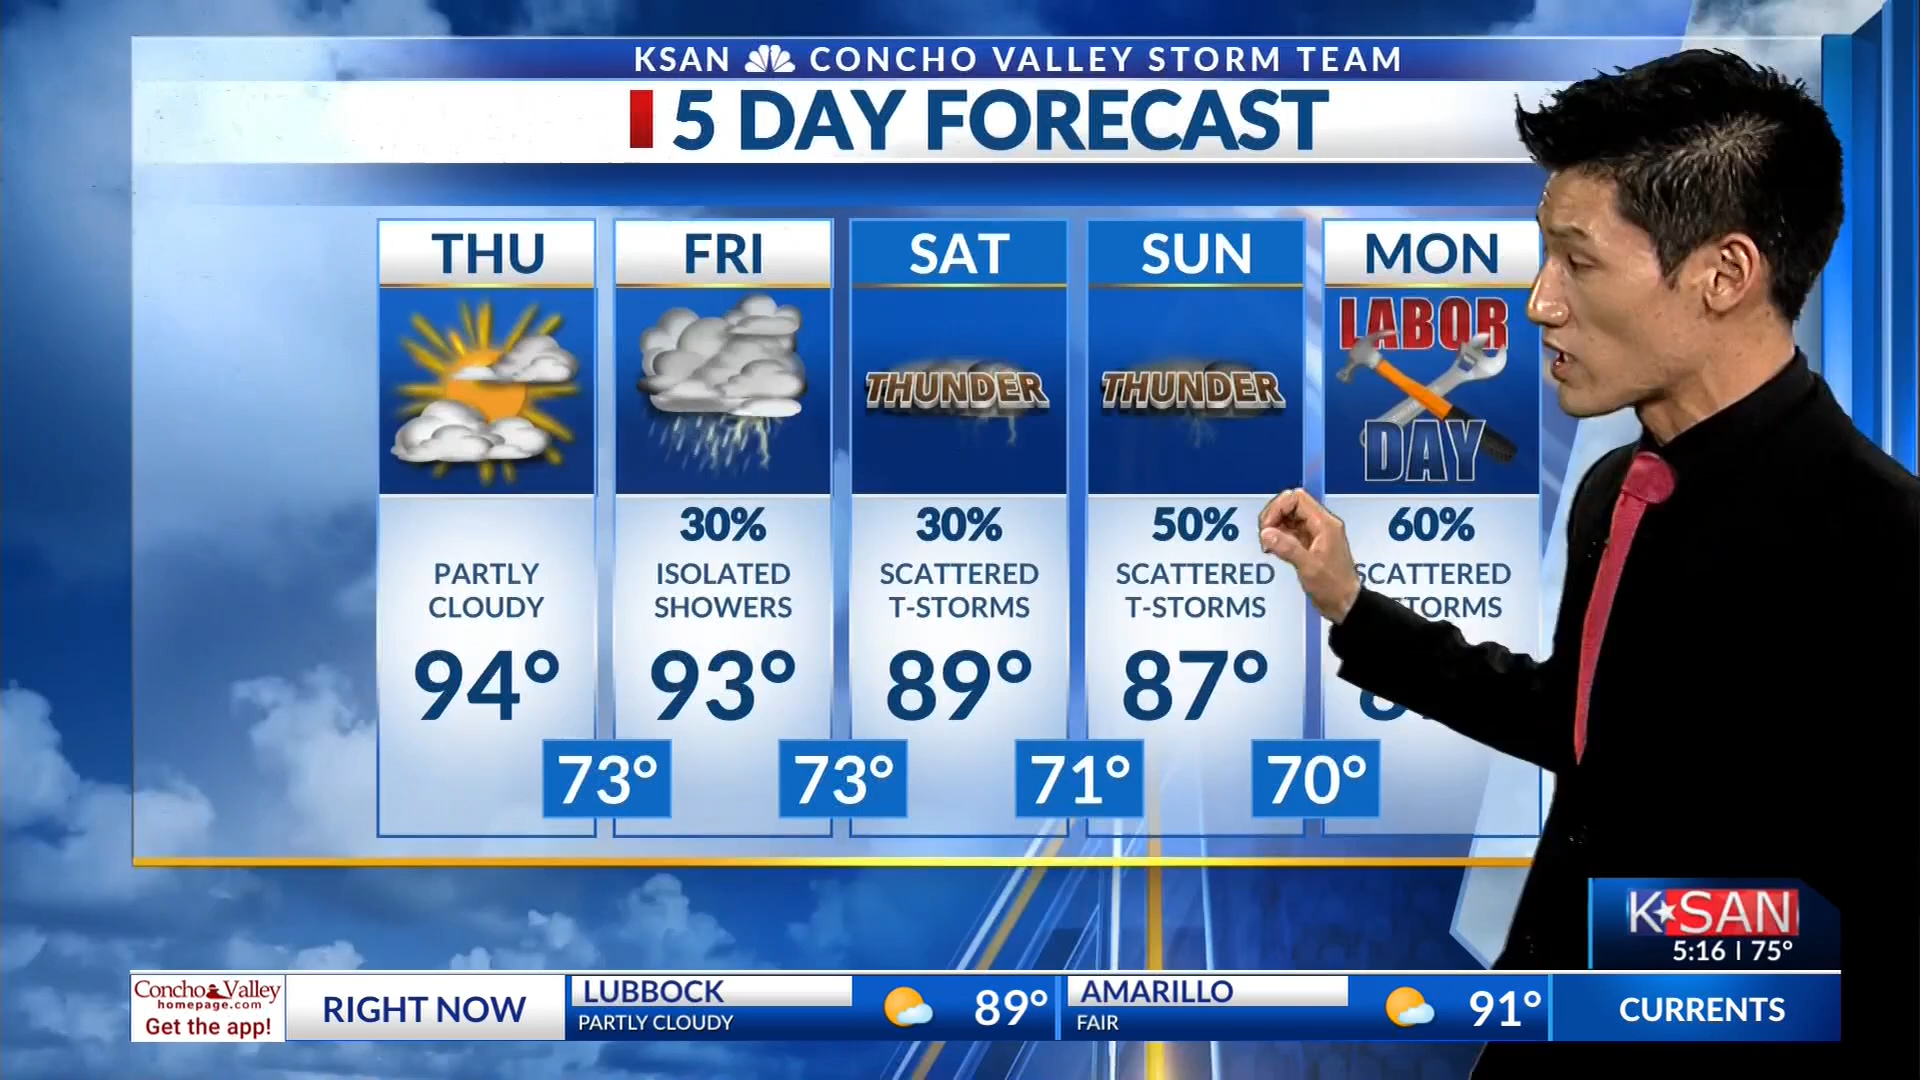 KSAN CONCHO VALLEY STORM TEAM
5 DAY FORECAST
THU
FRI
SAT
SUN
MON
THUNDER
THUNDER
LABOR
DAY
30%
30%
50%
60%
PARTLY
CLOUDY
ISOLATED
SHOWERS
SCATTERED
T-STORMS
SCATTERED
T-STORMS
SCATTERED
94°
93°
89°
87°
73°
73°
71°
70°
K SAN
5:16 | 75°
Concho Valley
homepage.com
Get the app!
RIGHT NOW
LUBBOCK
PARTLY CLOUDY
89°
AMARILLO
FAIR
91°
CURRENTS